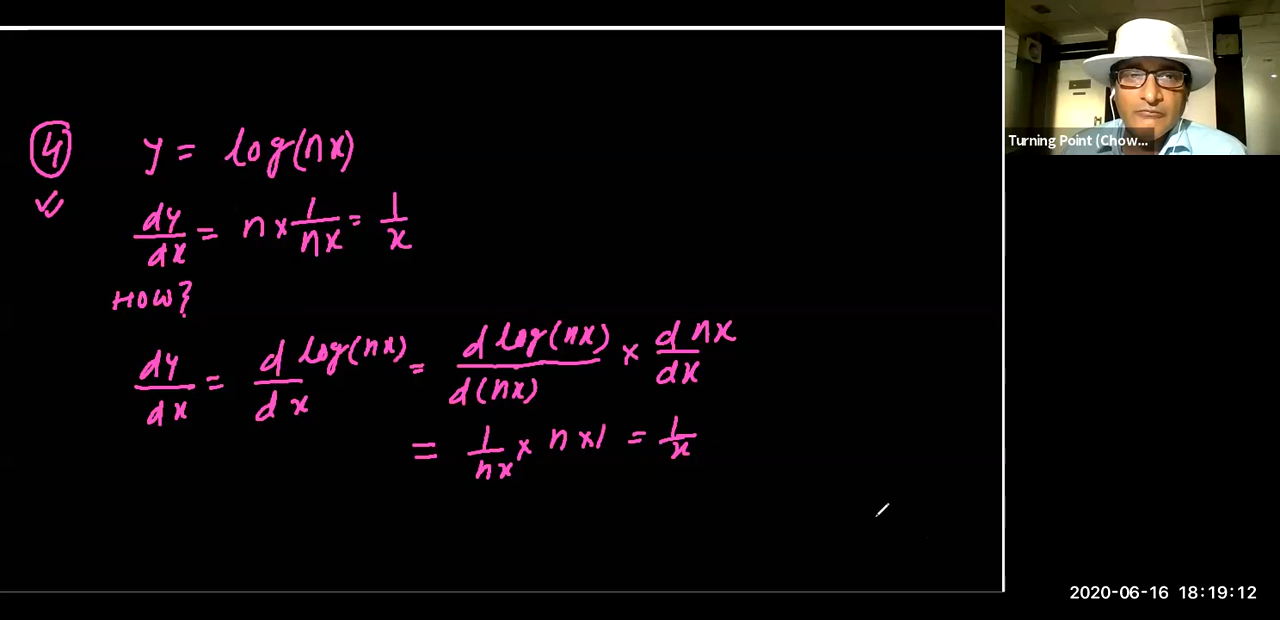 ④ y = log(nx)
dy/dx = n × 1/nx = 1/x
HOW?
dy/dx = d/dx log(nx) = d log(nx)/d(nx) × d nx/dx
= 1/nx × n × 1 = 1/x
Turning Point (Chow...
2020-06-16 18:19:12